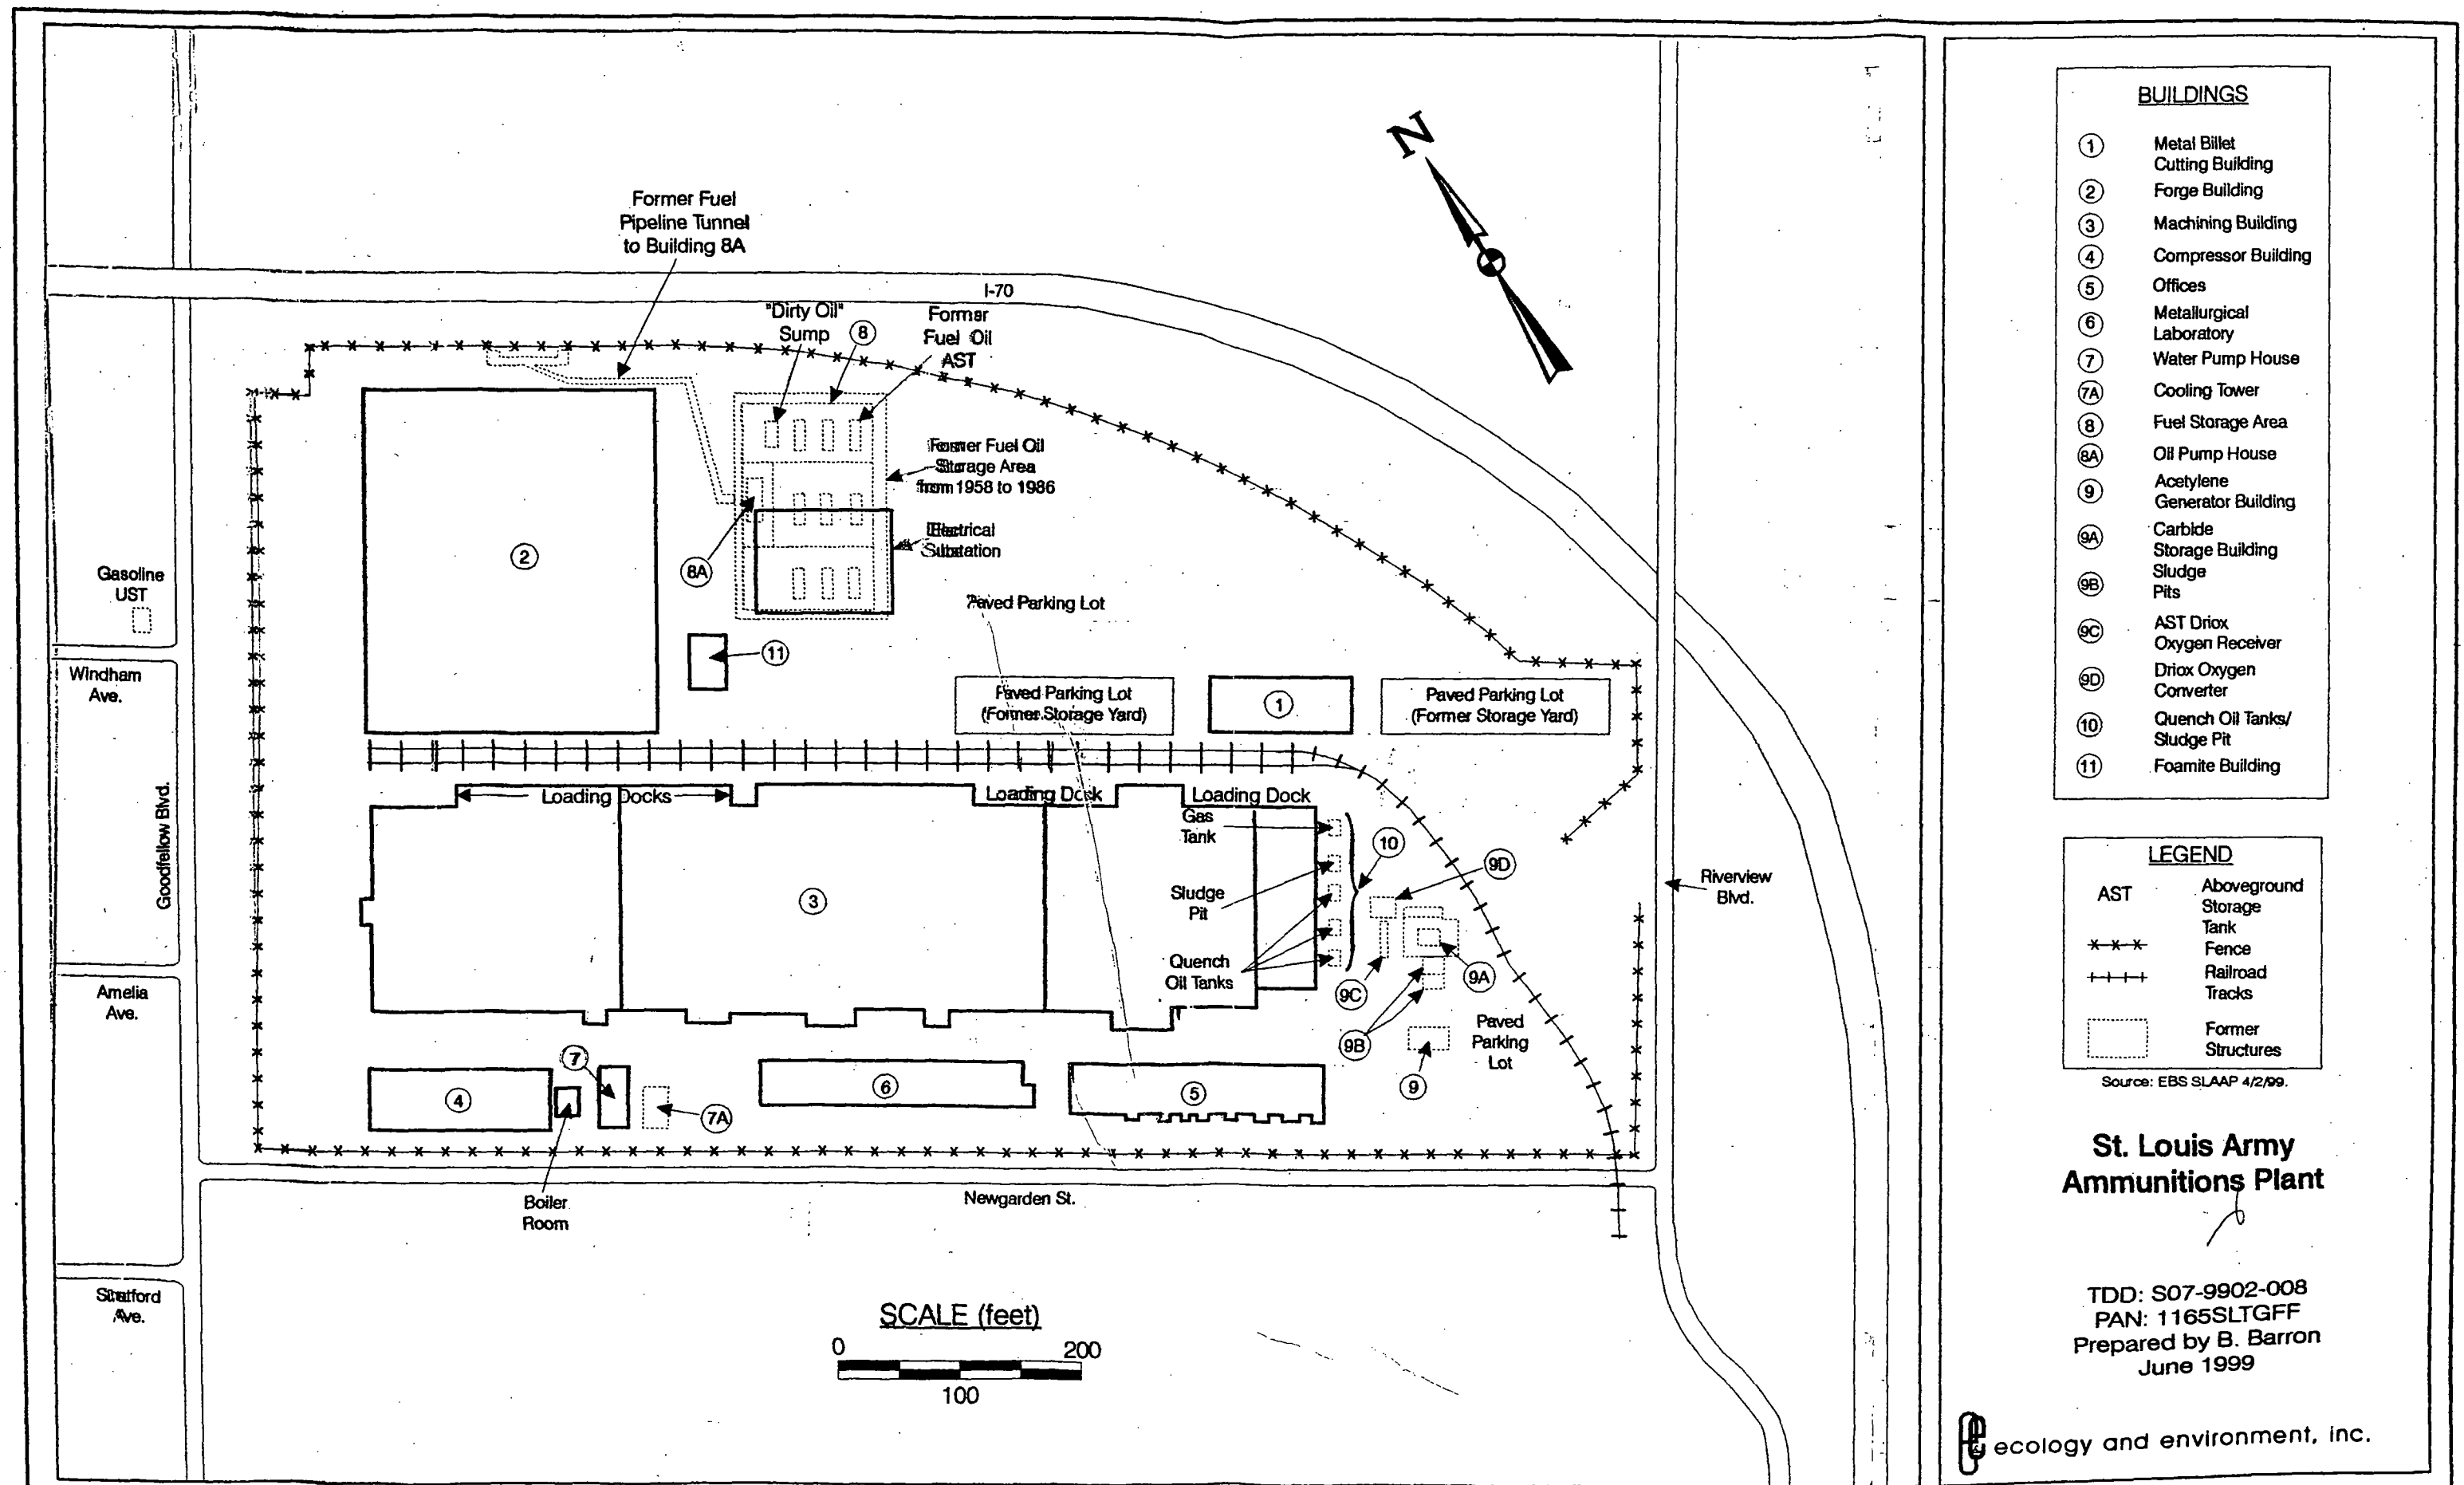 Former Fuel
Pipeline Tunnel
to Building 8A
N
I-70
"Dirty Oil"
Sump
8
Former
Fuel Oil
AST
Former Fuel Oil
Storage Area
from 1958 to 1986
Electrical
Substation
2
8A
Gasoline
UST
Paved Parking Lot
11
Windham
Ave.
Paved Parking Lot
(Former Storage Yard)
1
Paved Parking Lot
(Former Storage Yard)
Goodfellow Blvd.
Loading Docks
Loading Dock
Loading Dock
Gas
Tank
10
9D
Sludge
Pit
3
Riverview
Blvd.
Quench
Oil Tanks
9A
9C
Amelia
Ave.
9B
Paved
Parking
Lot
7
4
6
5
9
7A
Boiler
Room
Newgarden St.
Stratford
Ave.
SCALE (feet)
0 200
100
BUILDINGS
1 Metal Billet
Cutting Building
2 Forge Building
3 Machining Building
4 Compressor Building
5 Offices
6 Metallurgical
Laboratory
7 Water Pump House
7A Cooling Tower
8 Fuel Storage Area
8A Oil Pump House
9 Acetylene
Generator Building
9A Carbide
Storage Building
9B Sludge
Pits
9C AST Driox
Oxygen Receiver
9D Driox Oxygen
Converter
10 Quench Oil Tanks/
Sludge Pit
11 Foamite Building
LEGEND
AST Aboveground
Storage
Tank
Fence
Railroad
Tracks
Former
Structures
Source: EBS SLAAP 4/2/99.
St. Louis Army
Ammunitions Plant
TDD: S07-9902-008
PAN: 1165SLTGFF
Prepared by B. Barron
June 1999
ecology and environment, inc.